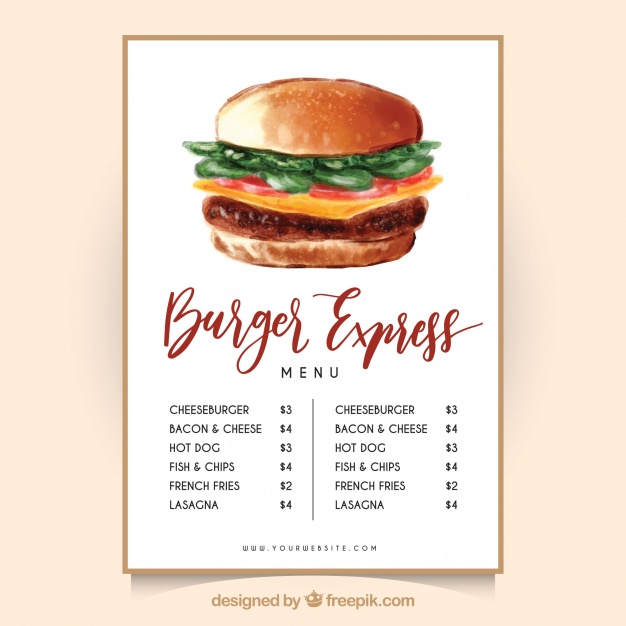 Burger Express
MENU
CHEESEBURGER $3
BACON & CHEESE $4
HOT DOG $3
FISH & CHIPS $4
FRENCH FRIES $2
LASAGNA $4
CHEESEBURGER $3
BACON & CHEESE $4
HOT DOG $3
FISH & CHIPS $4
FRENCH FRIES $2
LASAGNA $4
WWW.YOURWEBSITE.COM
designed by freepik.com